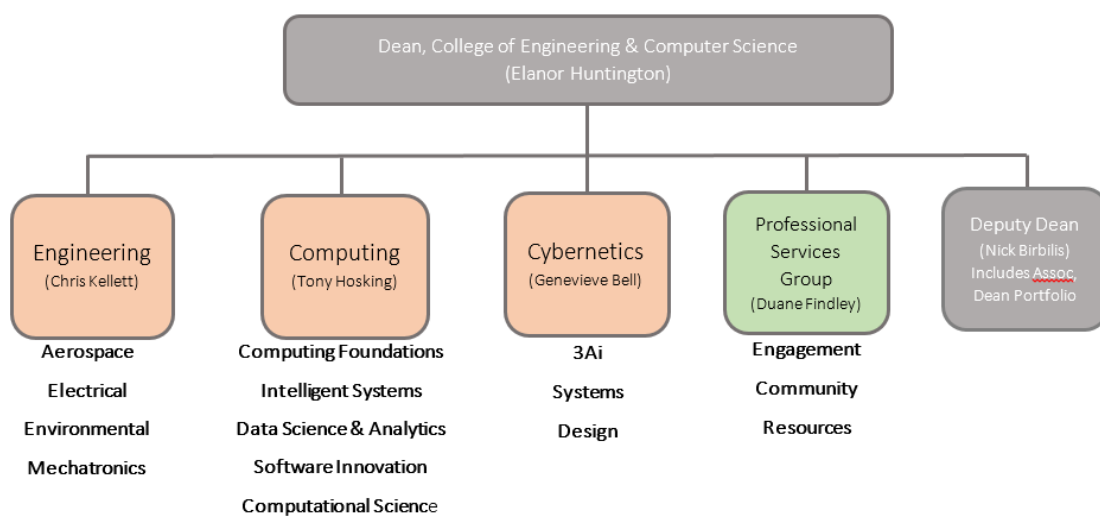 Dean, College of Engineering & Computer Science
(Elanor Huntington)
Engineering
(Chris Kellett)
Aerospace
Electrical
Environmental
Mechatronics
Computing
(Tony Hosking)
Computing Foundations
Intelligent Systems
Data Science & Analytics
Software Innovation
Computational Science
Cybernetics
(Genevieve Bell)
3Ai
Systems
Design
Professional
Services
Group
(Duane Findley)
Engagement
Community
Resources
Deputy Dean
(Nick Birbilis)
Includes Assoc,
Dean Portfolio